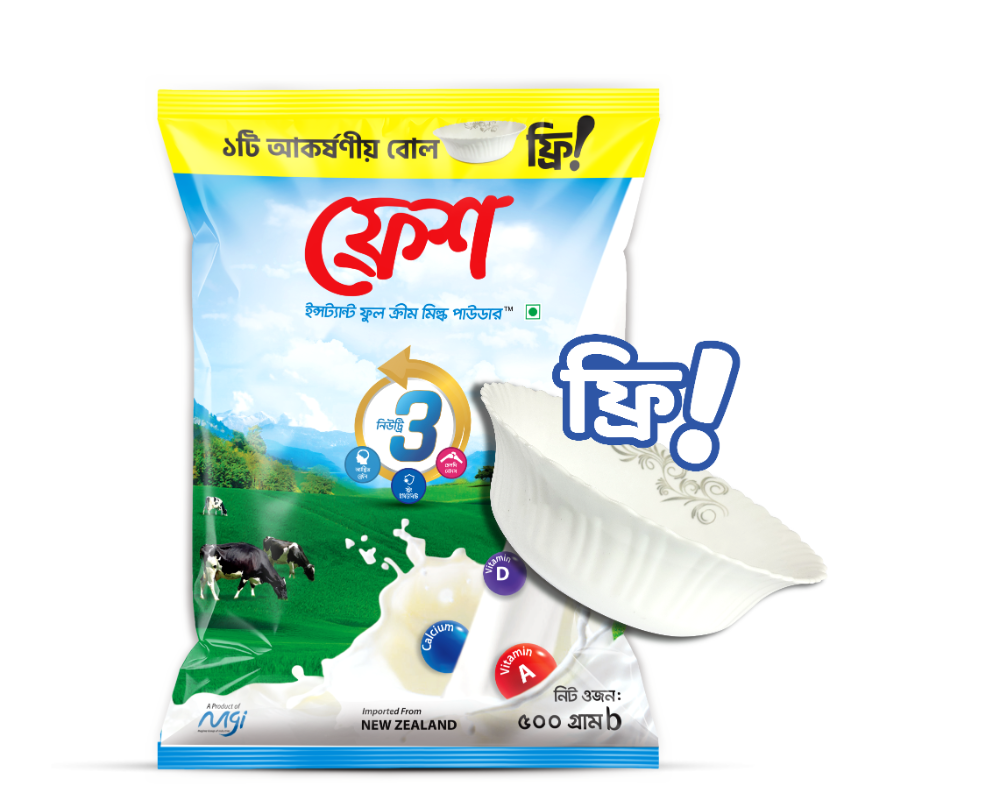 ১টি আকর্ষণীয় বোল ফ্রি!
ফ্রেশ
ইন্সট্যান্ট ফুল ক্রীম মিল্ক পাউডার™
ফ্রি!
নিউট্রি
3
Vitamin
D
Calcium
Vitamin
A
নিট ওজন:
৫০০ গ্রাম b
A Product of
mgi
Imported From
NEW ZEALAND